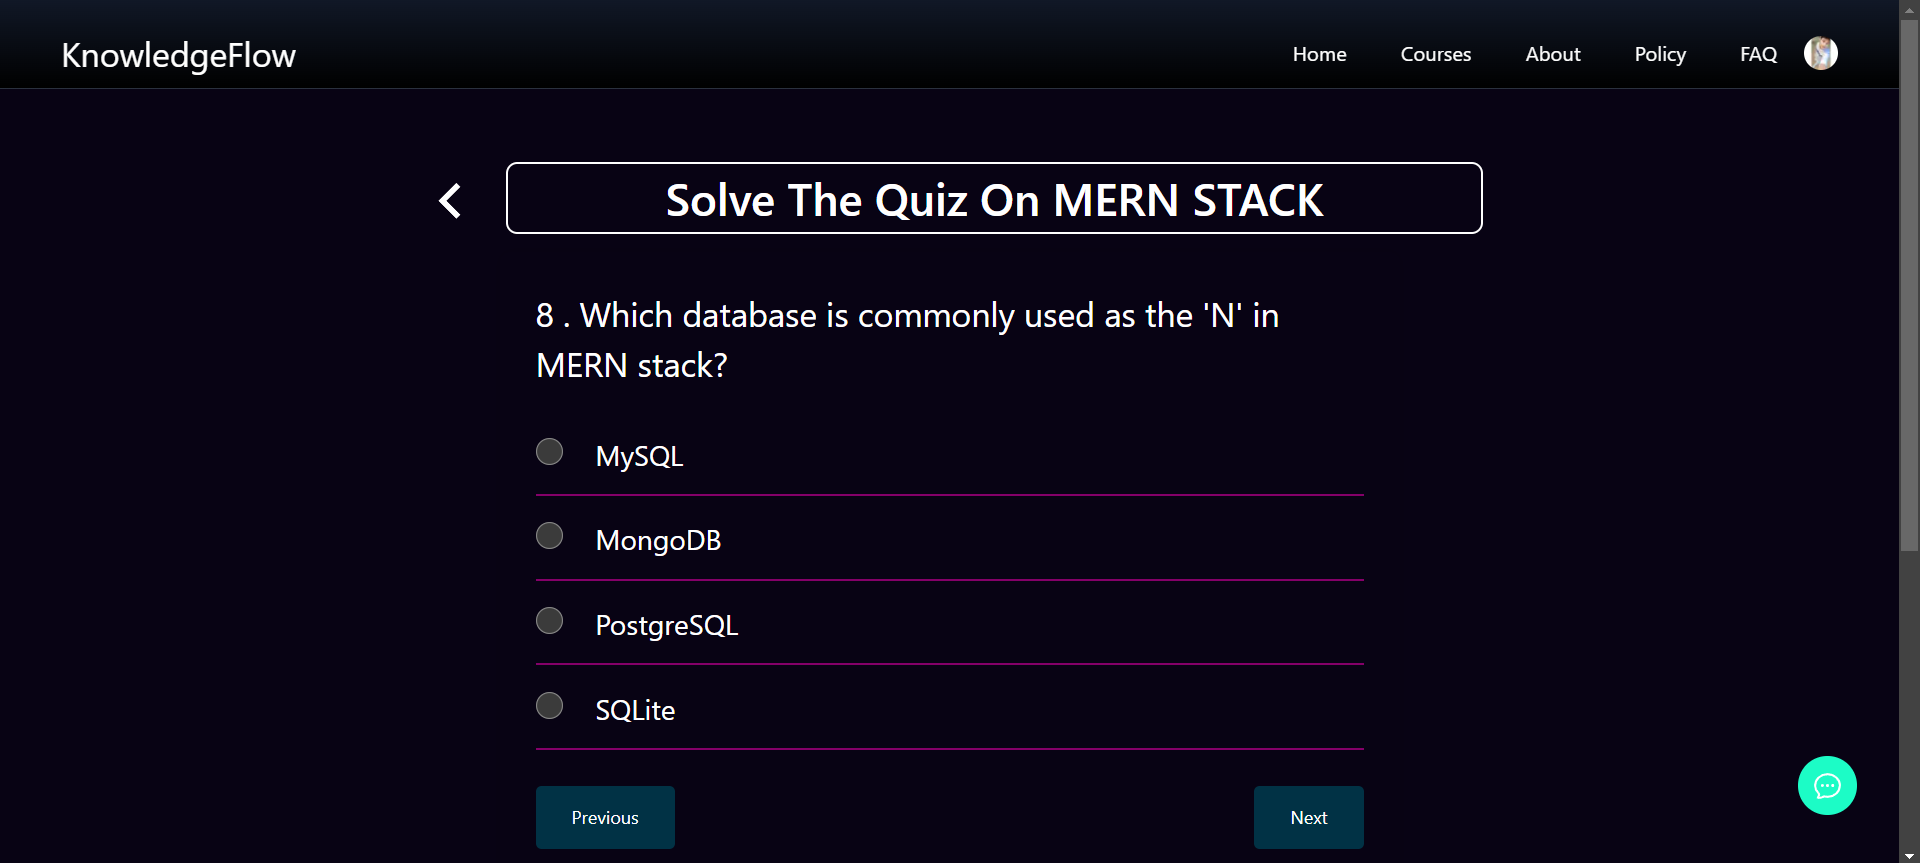 KnowledgeFlow
Home Courses About Policy FAQ
Solve The Quiz On MERN STACK
8 . Which database is commonly used as the 'N' in
MERN stack?
MySQL
MongoDB
PostgreSQL
SQLite
Previous Next